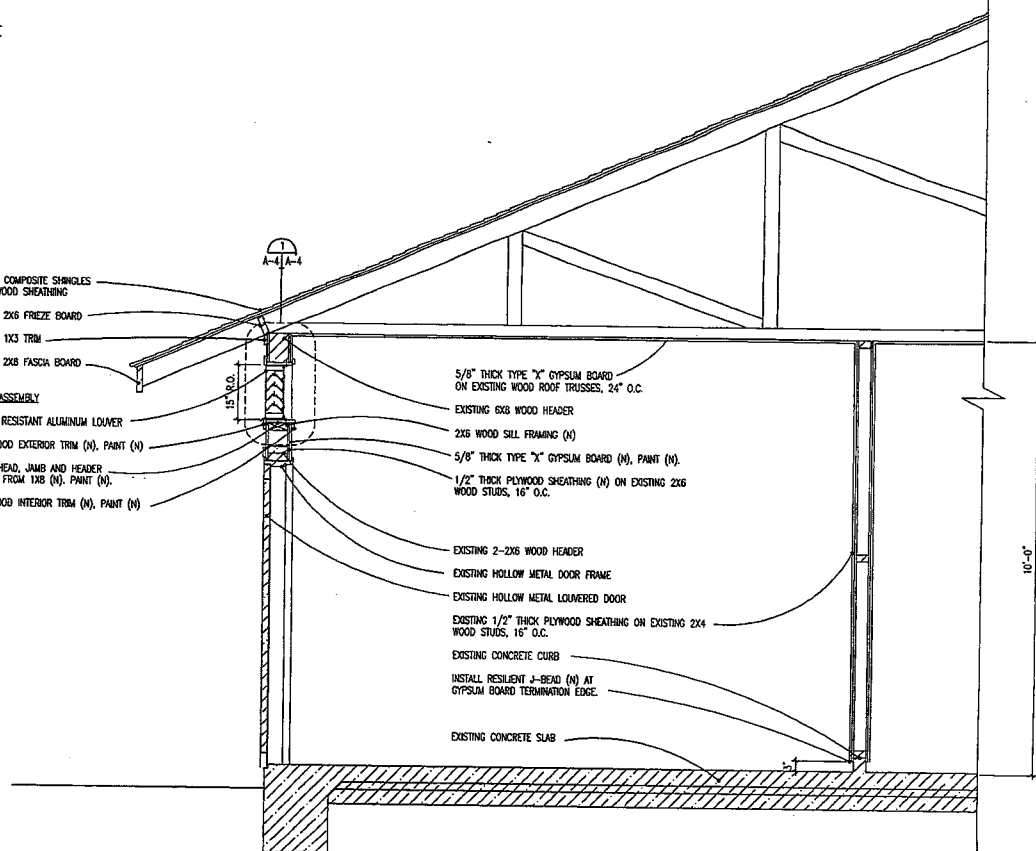 1
A-4 A-4
COMPOSITE SHINGLES
WOOD SHEATHING
2X6 FRIEZE BOARD
1X3 TRIM
2X8 FASCIA BOARD
ASSEMBLY
RESISTANT ALUMINUM LOUVER
EXTERIOR TRIM (N). PAINT (N)
HEAD, JAMB AND HEADER
FROM 1X8 (N). PAINT (N).
INTERIOR TRIM (N), PAINT (N)
15" R.O.
5/8" THICK TYPE "X" GYPSUM BOARD
ON EXISTING WOOD ROOF TRUSSES, 24" O.C.
EXISTING 6X8 WOOD HEADER
2X6 WOOD SILL FRAMING (N)
5/8" THICK TYPE "X" GYPSUM BOARD (N), PAINT (N).
1/2" THICK PLYWOOD SHEATHING (N) ON EXISTING 2X6
WOOD STUDS, 16" O.C.
EXISTING 2-2X6 WOOD HEADER
EXISTING HOLLOW METAL DOOR FRAME
EXISTING HOLLOW METAL LOUVERED DOOR
EXISTING 1/2" THICK PLYWOOD SHEATHING ON EXISTING 2X4
WOOD STUDS, 16" O.C.
EXISTING CONCRETE CURB
INSTALL RESILIENT J-BEAD (N) AT
GYPSUM BOARD TERMINATION EDGE.
EXISTING CONCRETE SLAB
3"
10'-0"